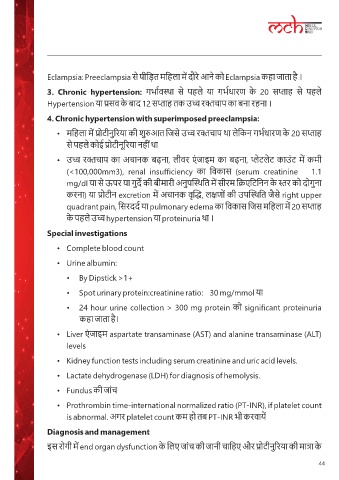 mch
Eclampsia: Preeclampsia से पीड़ित महिला में दौरे आने को Eclampsia कहा जाता है ।
3. Chronic hypertension: गर्भावस्था से पहले या गर्भधारण के 20 सप्ताह से पहले
Hypertension या प्रसव के बाद 12 सप्ताह तक उच्च रक्तचाप का बना रहना ।
4. Chronic hypertension with superimposed preeclampsia:
• महिला में प्रोटीनुरिया की शुरुआत जिसे उच्च रक्तचाप था लेकिन गर्भधारण के 20 सप्ताह
से पहले कोई प्रोटीनुरिया नहीं था
• उच्च रक्तचाप का अचानक बढ़ना, लीवर एंजाइम का बढ़ना, प्लेटलेट काउंट में कमी
(<100,000mm3), renal insufficiency का विकास (serum creatinine 1.1
mg/dl या से ऊपर या गुर्दे की बीमारी अनुपस्थिति में सीरम क्रिएटिनिन के स्तर को दोगुना
करना) या प्रोटीन excretion में अचानक वृद्धि, लक्षणों की उपस्थिति जैसे right upper
quadrant pain, सिरदर्द या pulmonary edema का विकास जिस महिला में 20 सप्ताह
के पहले उच्च hypertension या proteinuria था ।
Special investigations
• Complete blood count
• Urine albumin:
• By Dipstick >1+
• Spot urinary protein:creatinine ratio: 30 mg/mmol या
• 24 hour urine collection > 300 mg protein को significant proteinuria
कहा जाता है।
• Liver एंजाइम aspartate transaminase (AST) and alanine transaminase (ALT)
levels
• Kidney function tests including serum creatinine and uric acid levels.
• Lactate dehydrogenase (LDH) for diagnosis of hemolysis.
• Fundus की जांच
• Prothrombin time-international normalized ratio (PT-INR), if platelet count
is abnormal. अगर platelet count कम हो तब PT-INR भी करवायें
Diagnosis and management
इस रोगी में end organ dysfunction के लिए जांच की जानी चाहिए और प्रोटीनुरिया की मात्रा के
44